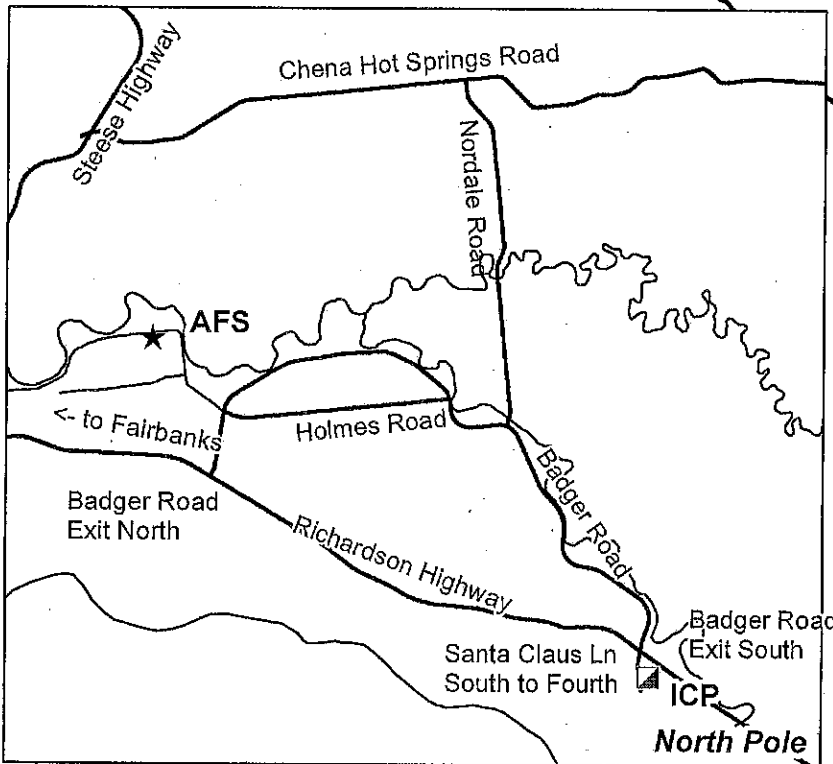 Steese Highway
Chena Hot Springs Road
Nordale Road
AFS
<- to Fairbanks
Holmes Road
Badger Road
Exit North
Badger Road
Richardson Highway
Badger Road
Exit South
Santa Claus Ln
South to Fourth
ICP
North Pole